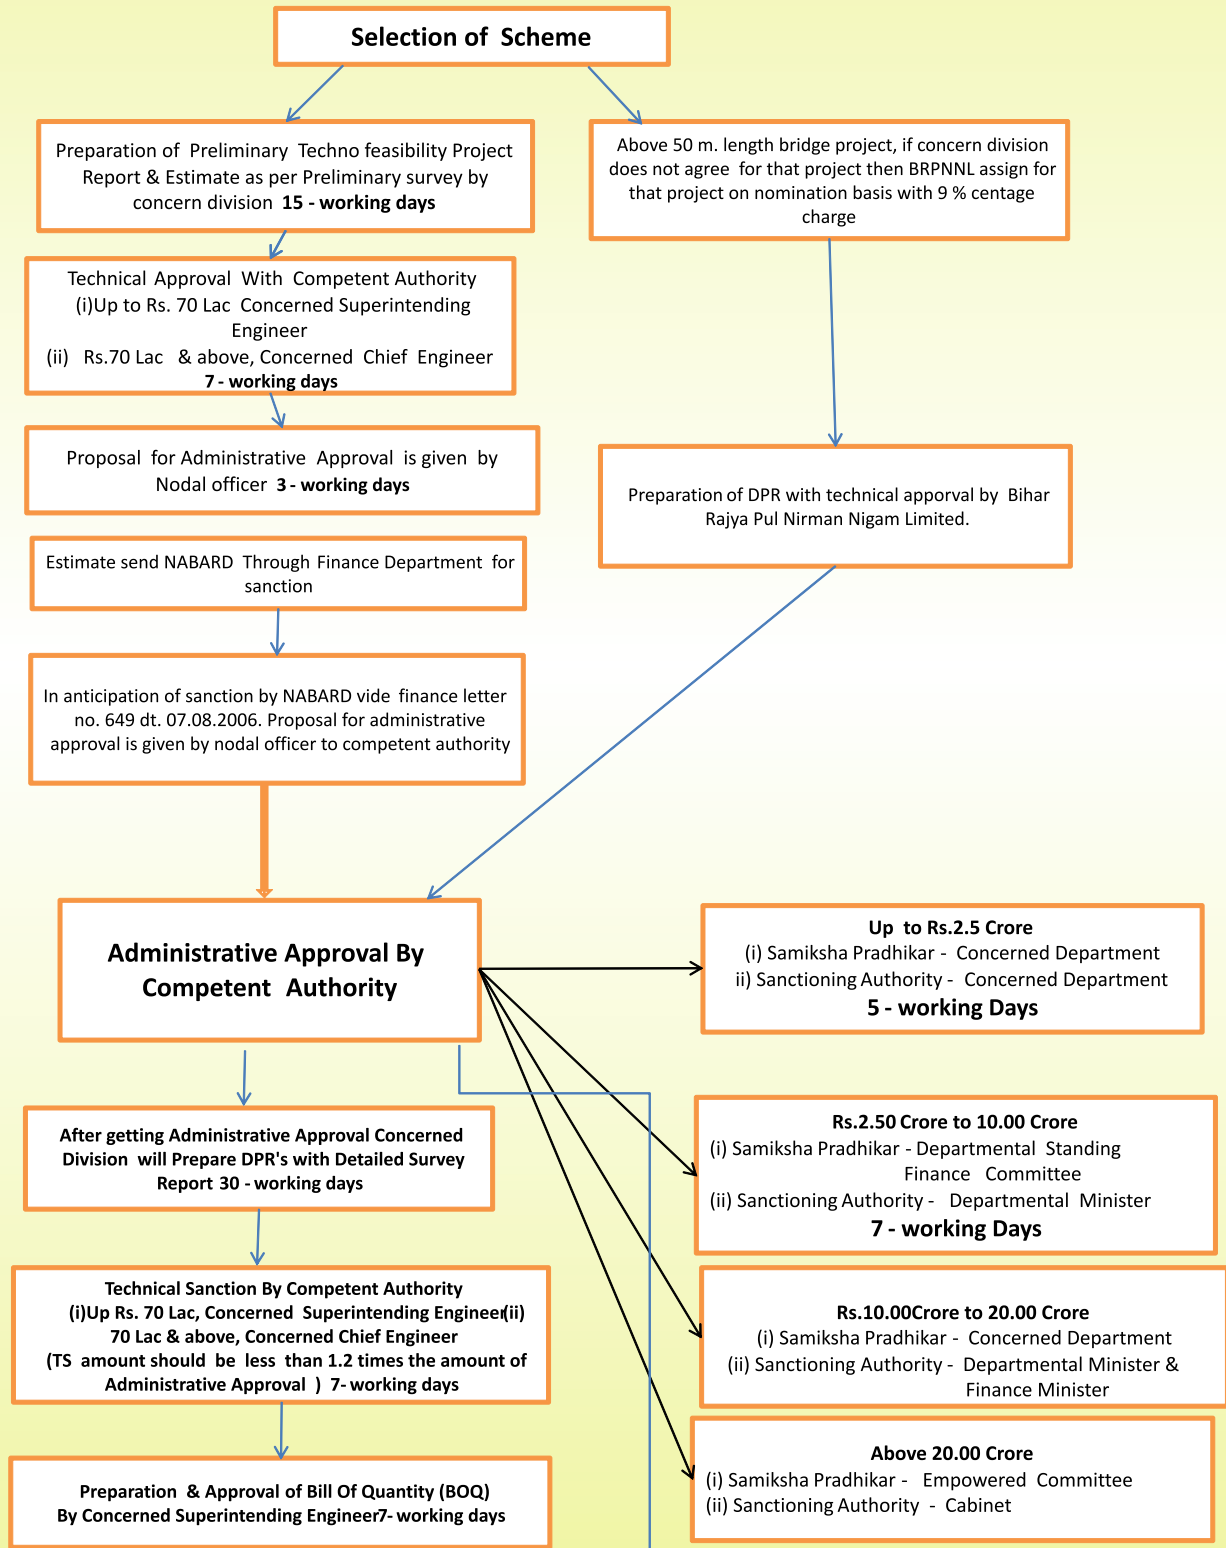 Selection of Scheme
Preparation of Preliminary Techno feasibility Project
Report & Estimate as per Preliminary survey by
concern division 15 - working days
Above 50 m. length bridge project, if concern division
does not agree for that project then BRPNNL assign for
that project on nomination basis with 9 % centage
charge
Technical Approval With Competent Authority
(i)Up to Rs. 70 Lac Concerned Superintending
Engineer
(ii) Rs.70 Lac & above, Concerned Chief Engineer
7 - working days
Proposal for Administrative Approval is given by
Nodal officer 3 - working days
Preparation of DPR with technical apporval by Bihar
Rajya Pul Nirman Nigam Limited.
Estimate send NABARD Through Finance Department for
sanction
In anticipation of sanction by NABARD vide finance letter
no. 649 dt. 07.08.2006. Proposal for administrative
approval is given by nodal officer to competent authority
Administrative Approval By
Competent Authority
Up to Rs.2.5 Crore
(i) Samiksha Pradhikar - Concerned Department
ii) Sanctioning Authority - Concerned Department
5 - working Days
After getting Administrative Approval Concerned
Division will Prepare DPR's with Detailed Survey
Report 30 - working days
Rs.2.50 Crore to 10.00 Crore
(i) Samiksha Pradhikar - Departmental Standing
Finance Committee
(ii) Sanctioning Authority - Departmental Minister
7 - working Days
Technical Sanction By Competent Authority
(i)Up Rs. 70 Lac, Concerned Superintending Engineer(ii)
70 Lac & above, Concerned Chief Engineer
(TS amount should be less than 1.2 times the amount of
Administrative Approval ) 7- working days
Rs.10.00Crore to 20.00 Crore
(i) Samiksha Pradhikar - Concerned Department
(ii) Sanctioning Authority - Departmental Minister &
Finance Minister
Above 20.00 Crore
(i) Samiksha Pradhikar - Empowered Committee
(ii) Sanctioning Authority - Cabinet
Preparation & Approval of Bill Of Quantity (BOQ)
By Concerned Superintending Engineer7- working days